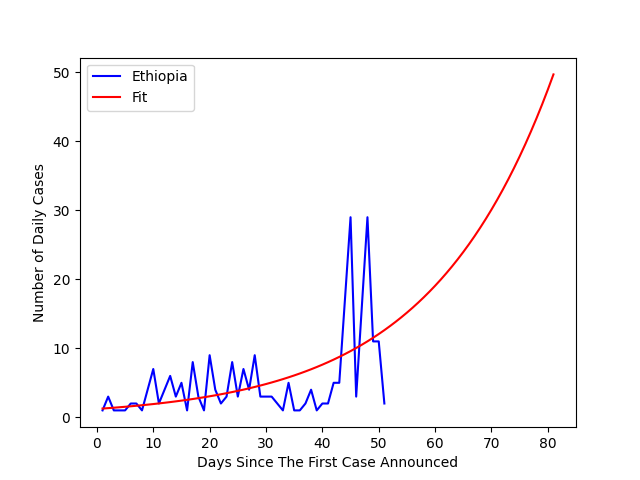 Ethiopia
Fit
Number of Daily Cases
50
40
30
20
10
0
0 10 20 30 40 50 60 70 80
Days Since The First Case Announced